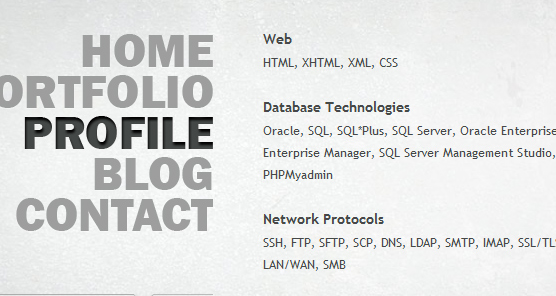 HOME
ORTFOLIO
PROFILE
BLOG
CONTACT
Web
HTML, XHTML, XML, CSS
Database Technologies
Oracle, SQL, SQL*Plus, SQL Server, Oracle Enterprise
Enterprise Manager, SQL Server Management Studio,
PHPMyadmin
Network Protocols
SSH, FTP, SFTP, SCP, DNS, LDAP, SMTP, IMAP, SSL/TL
LAN/WAN, SMB